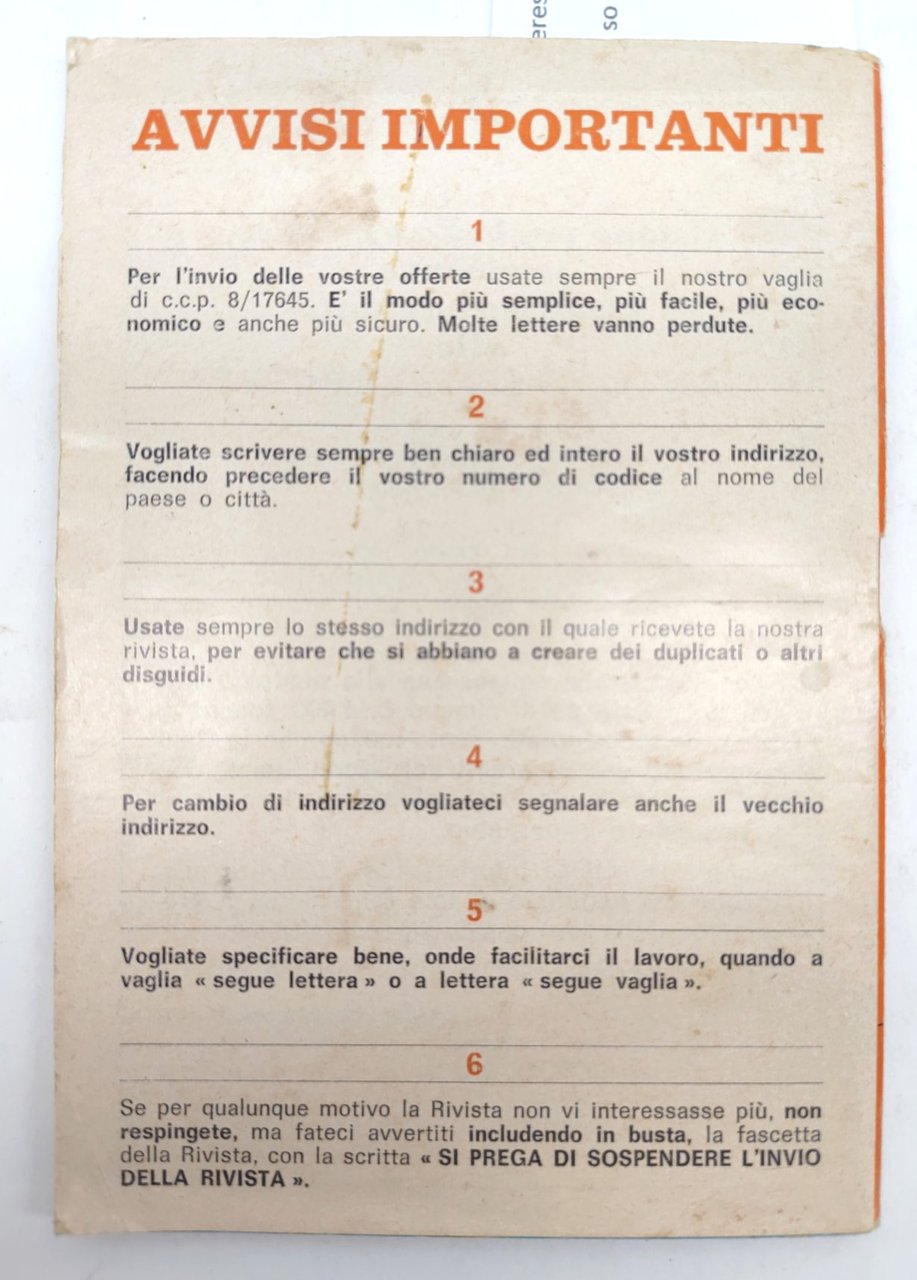 eres
so
AVVISI IMPORTANTI
1
Per l'invio delle vostre offerte usate sempre il nostro vaglia
di c.c.p. 8/17645. E' il modo più semplice, più facile, più eco-
nomico e anche più sicuro. Molte lettere vanno perdute.
2
Vogliate scrivere sempre ben chiaro ed intero il vostro indirizzo,
facendo precedere il vostro numero di codice al nome del
paese o città.
3
Usate sempre lo stesso indirizzo con il quale ricevete la nostra
rivista, per evitare che si abbiano a creare dei duplicati o altri
disguidi.
4
Per cambio di indirizzo vogliateci segnalare anche il vecchio
indirizzo.
5
Vogliate specificare bene, onde facilitarci il lavoro, quando a
vaglia « segue lettera » o a lettera « segue vaglia ».
6
Se per qualunque motivo la Rivista non vi interessasse più, non
respingete, ma fateci avvertiti includendo in busta, la fascetta
della Rivista, con la scritta « SI PREGA DI SOSPENDERE L'INVIO
DELLA RIVISTA ».